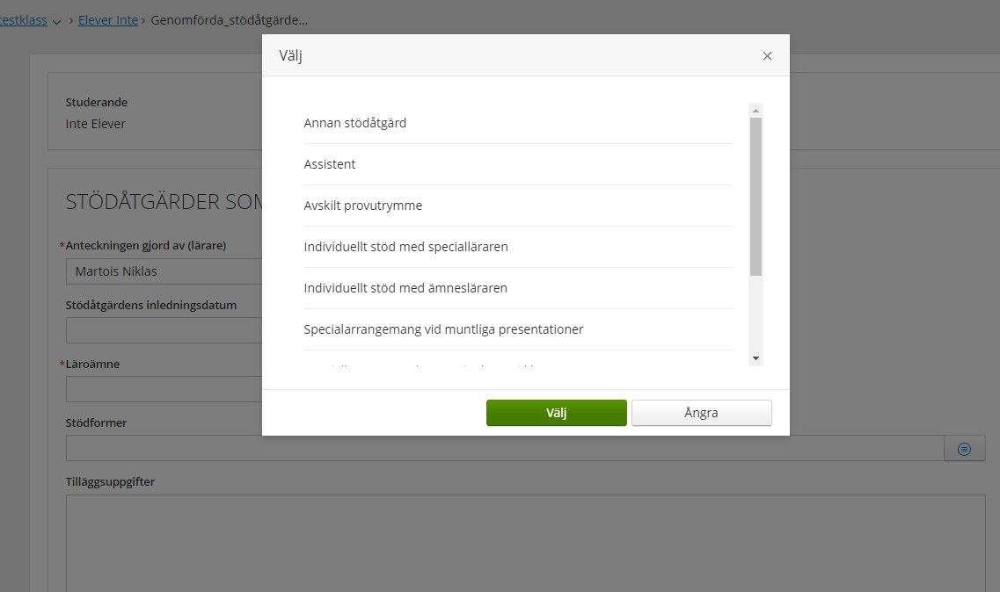 testklass > Elever Inte > Genomförda_stödåtgärde...
Välj
Studerande
Inte Elever
Annan stödåtgärd
Assistent
Avskilt provutrymme
Individuellt stöd med specialläraren
Individuellt stöd med ämnesläraren
Specialarrangemang vid muntliga presentationer
Välj
Ångra
STÖDÅTGÄRDER SOM
*Anteckningen gjord av (lärare)
Martois Niklas
Stödåtgärdens inledningsdatum
*Läroämne
Stödformer
Tilläggsuppgifter